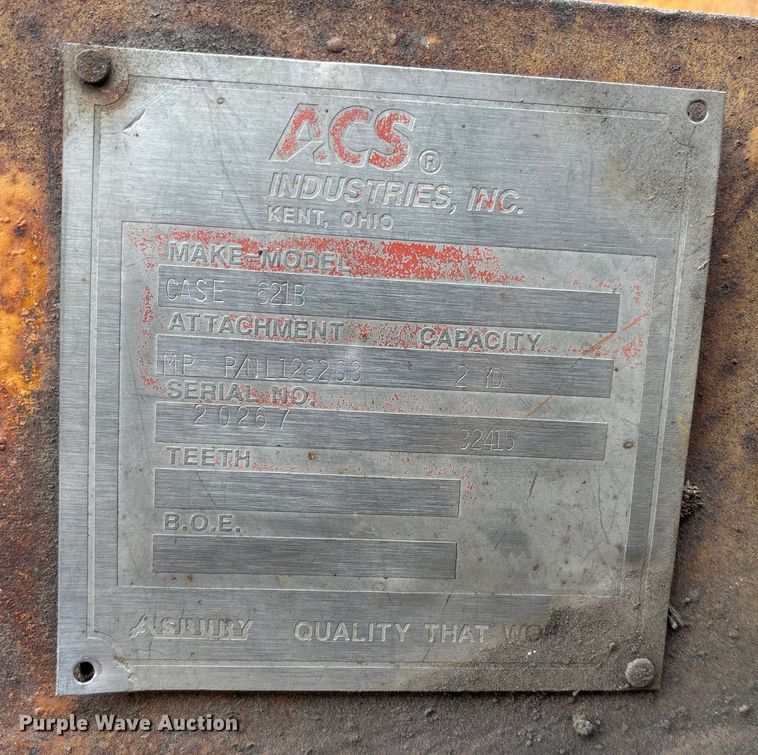 ACS®
INDUSTRIES, INC.
KENT, OHIO
MAKE-MODEL
CASE 621B
ATTACHMENT CAPACITY
MP 2 YD
SERIAL NO.
20267 32415
TEETH
B.O.E.
QUALITY THAT
Purple Wave Auction